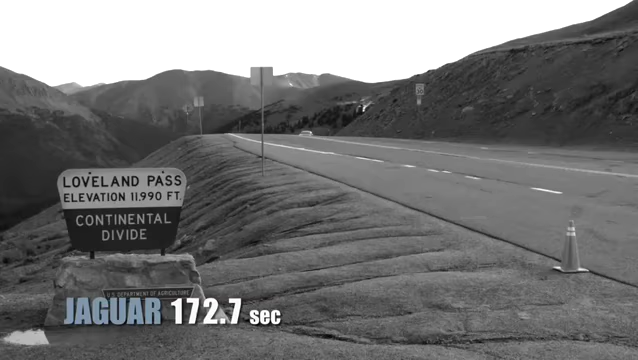 LOVELAND PASS
ELEVATION 11,990 FT.
CONTINENTAL
DIVIDE
U.S. DEPARTMENT OF AGRICULTURE
JAGUAR 172.7 sec